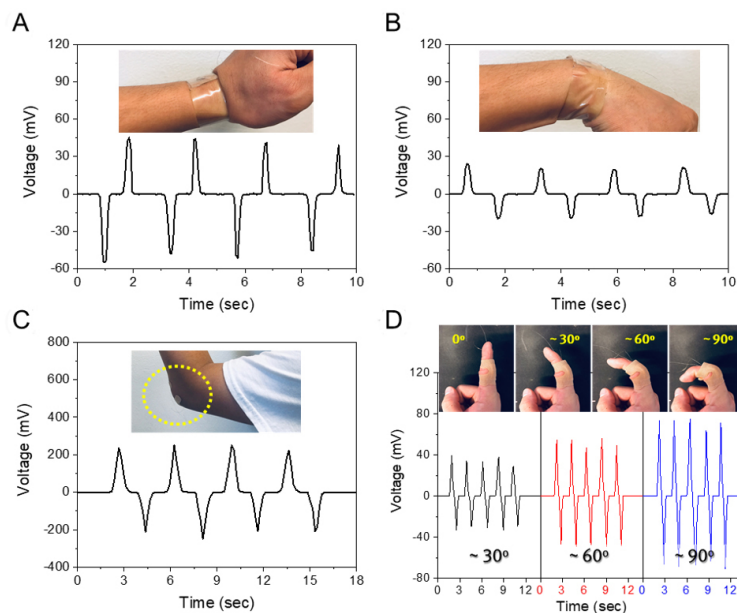 A
Voltage (mV)
120
90
60
30
0
-30
-60
0 2 4 6 8 10
Time (sec)
B
Voltage (mV)
120
90
60
30
0
-30
-60
0 2 4 6 8 10
Time (sec)
C
Voltage (mV)
800
600
400
200
0
-200
-400
0 3 6 9 12 15 18
Time (sec)
D
0° ~30° ~60° ~90°
Voltage (mV)
120
80
40
0
-40
-80
~ 30° ~ 60° ~ 90°
0 3 6 9 12 0 3 6 9 12 0 3 6 9 12
Time (sec)